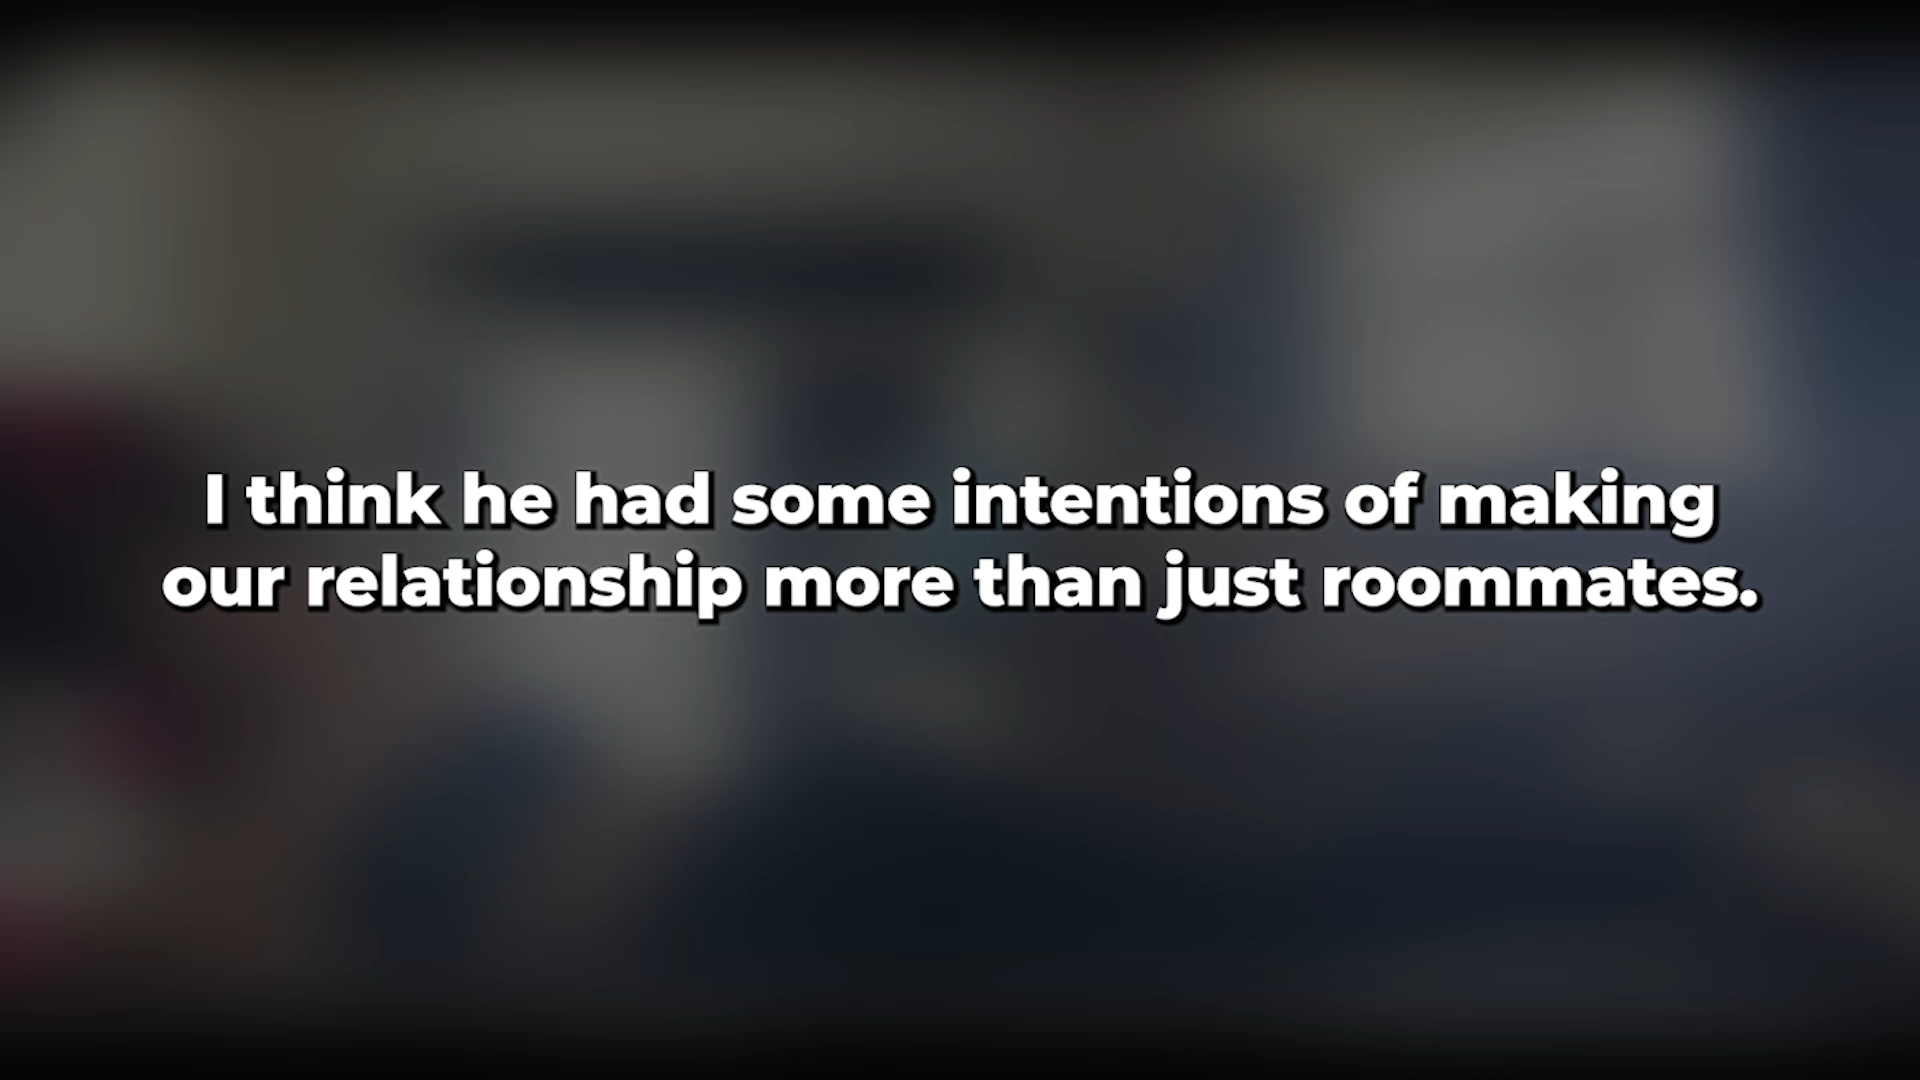 I think he had some intentions of making
our relationship more than just roommates.